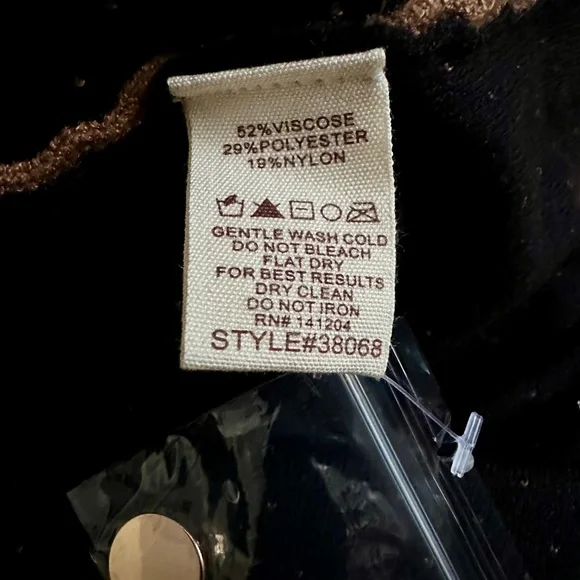 52%VISCOSE
29%POLYESTER
19%NYLON
GENTLE WASH COLD
DO NOT BLEACH
FLAT DRY
FOR BEST RESULTS
DRY CLEAN
DO NOT IRON
RN# 141204
STYLE#38068